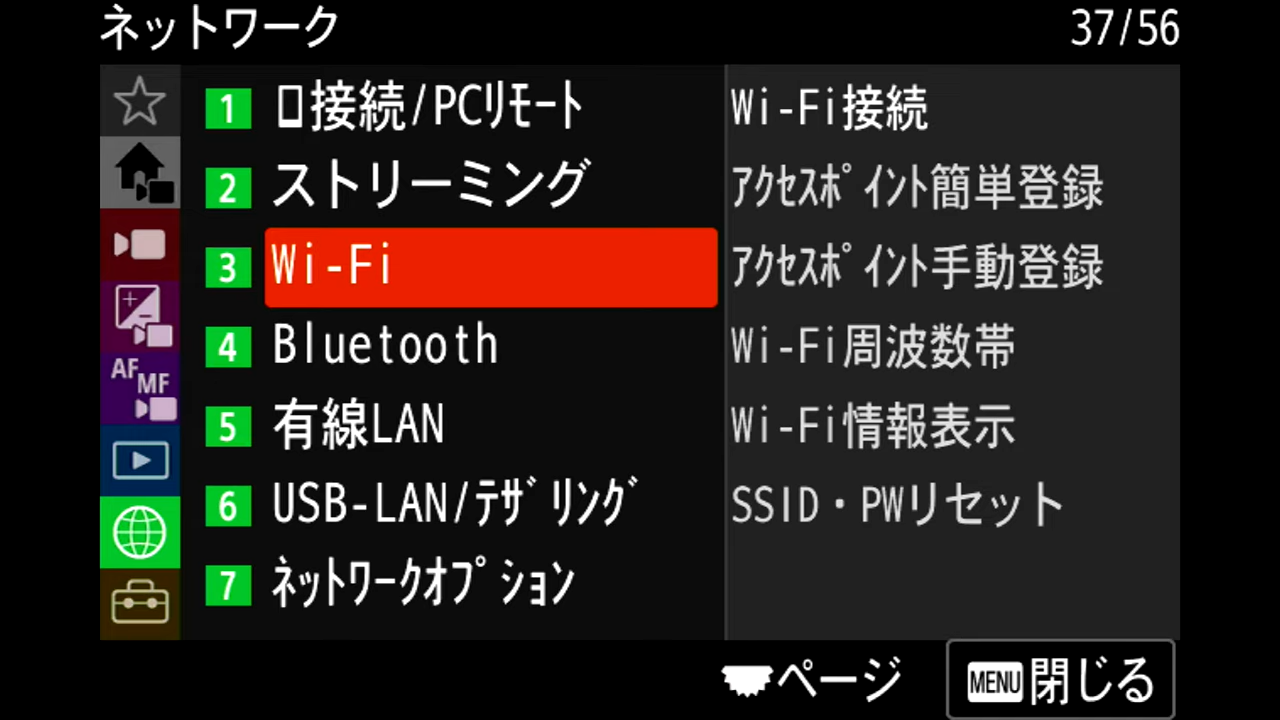 ネットワーク
37/56
1 接続/PCリモート
2 ストリーミング
3 Wi-Fi
4 Bluetooth
5 有線LAN
6 USB-LAN/テザリング
7 ネットワークオプション
AF MF
Wi-Fi接続
アクセスポイント簡単登録
アクセスポイント手動登録
Wi-Fi周波数帯
Wi-Fi情報表示
SSID・PWリセット
ページ
MENU 閉じる